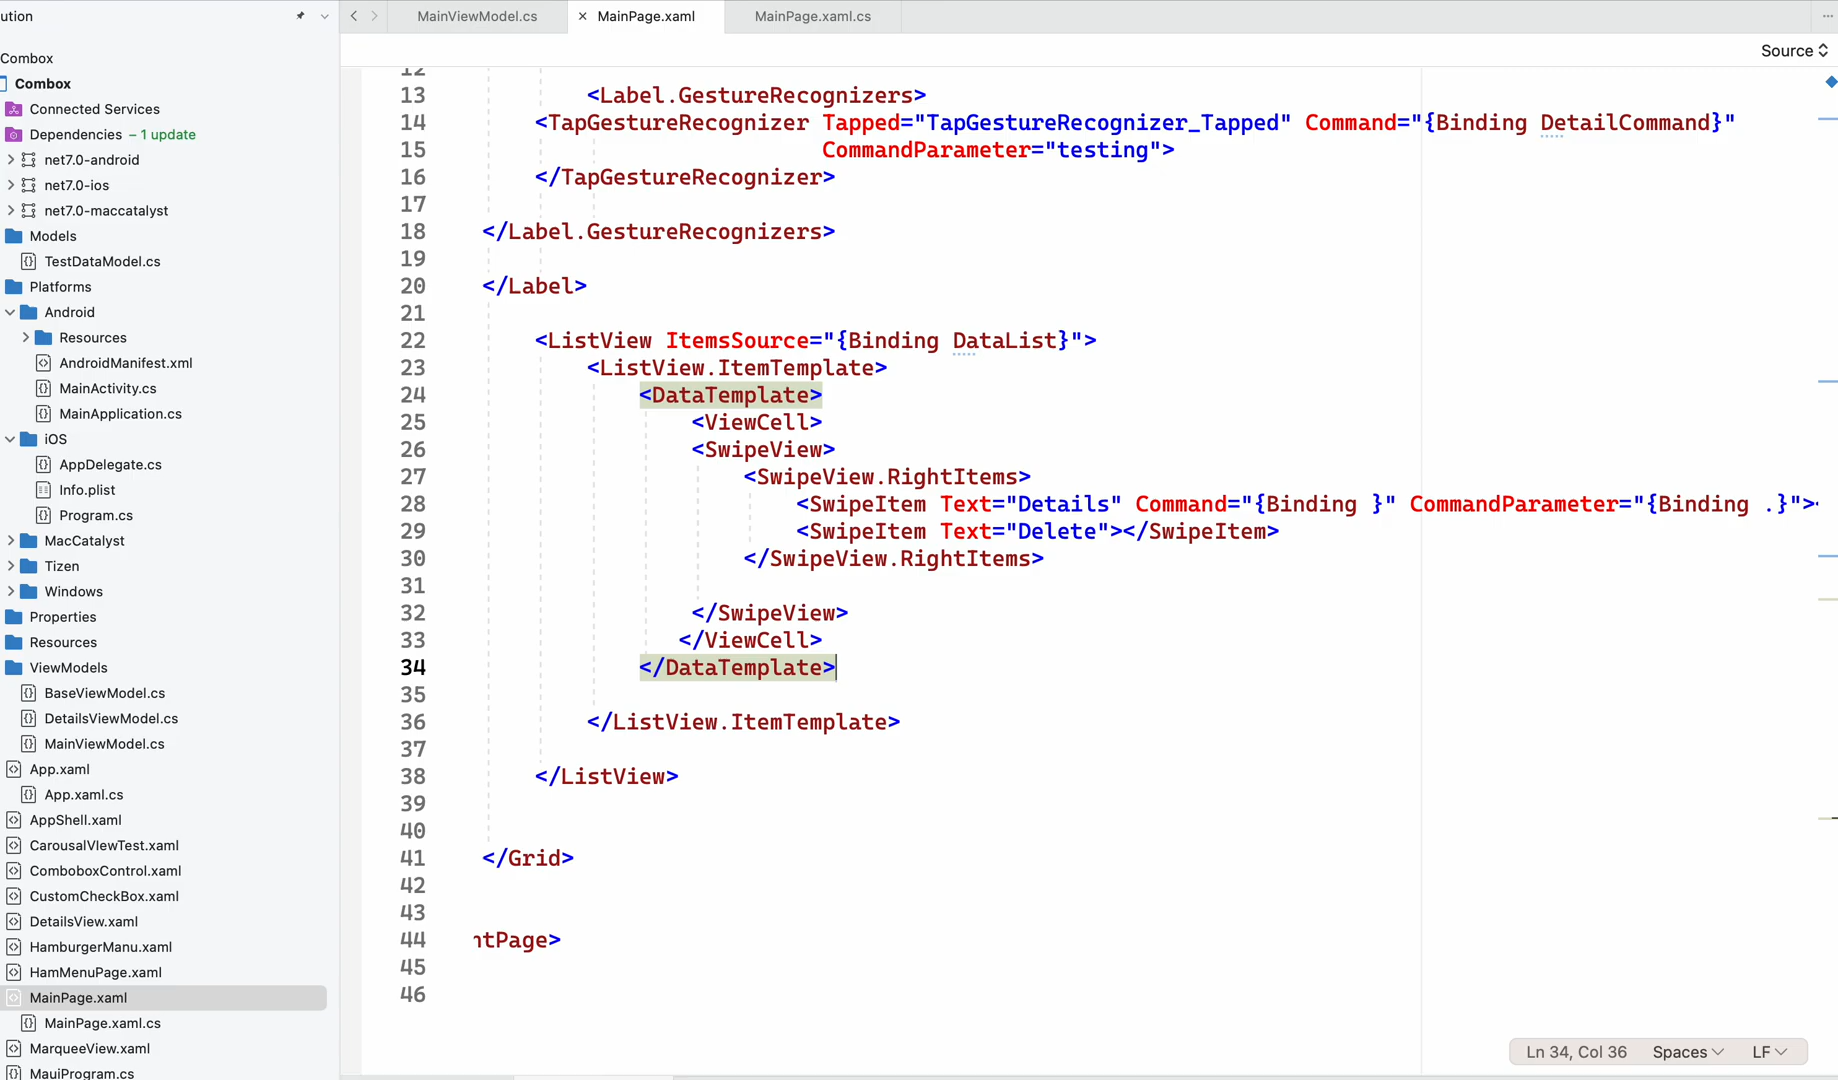 ution
MainViewModel.cs
× MainPage.xaml
MainPage.xaml.cs
Source
Combox
Combox
Connected Services
Dependencies – 1 update
net7.0-android
net7.0-ios
net7.0-maccatalyst
Models
TestDataModel.cs
Platforms
Android
Resources
AndroidManifest.xml
MainActivity.cs
MainApplication.cs
iOS
AppDelegate.cs
Info.plist
Program.cs
MacCatalyst
Tizen
Windows
Properties
Resources
ViewModels
BaseViewModel.cs
DetailsViewModel.cs
MainViewModel.cs
App.xaml
App.xaml.cs
AppShell.xaml
CarousalVIewTest.xaml
ComboboxControl.xaml
CustomCheckBox.xaml
DetailsView.xaml
HamburgerManu.xaml
HamMenuPage.xaml
MainPage.xaml
MainPage.xaml.cs
MarqueeView.xaml
MauiProgram.cs
12
13 <Label.GestureRecognizers>
14 <TapGestureRecognizer Tapped="TapGestureRecognizer_Tapped" Command="{Binding DetailCommand}"
15 CommandParameter="testing">
16 </TapGestureRecognizer>
17
18 </Label.GestureRecognizers>
19
20 </Label>
21
22 <ListView ItemsSource="{Binding DataList}">
23 <ListView.ItemTemplate>
24 <DataTemplate>
25 <ViewCell>
26 <SwipeView>
27 <SwipeView.RightItems>
28 <SwipeItem Text="Details" Command="{Binding }" CommandParameter="{Binding .}">
29 <SwipeItem Text="Delete"></SwipeItem>
30 </SwipeView.RightItems>
31
32 </SwipeView>
33 </ViewCell>
34 </DataTemplate>
35
36 </ListView.ItemTemplate>
37
38 </ListView>
39
40
41 </Grid>
42
43
44 ntPage>
45
46
Ln 34, Col 36 Spaces LF